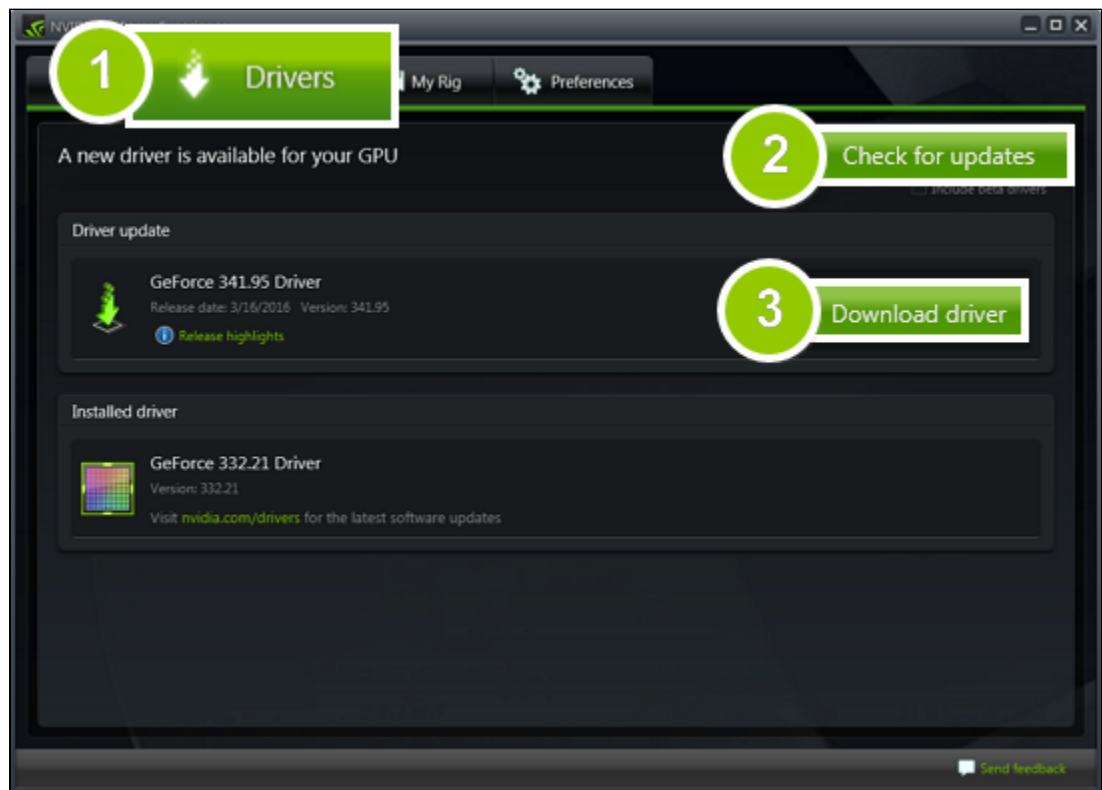 1
Drivers
My Rig
Preferences
A new driver is available for your GPU
2
Check for updates
Include beta drivers
Driver update
GeForce 341.95 Driver
Release date: 3/16/2016 Version: 341.95
Release highlights
3
Download driver
Installed driver
GeForce 332.21 Driver
Version: 332.21
Visit nvidia.com/drivers for the latest software updates
Send feedback